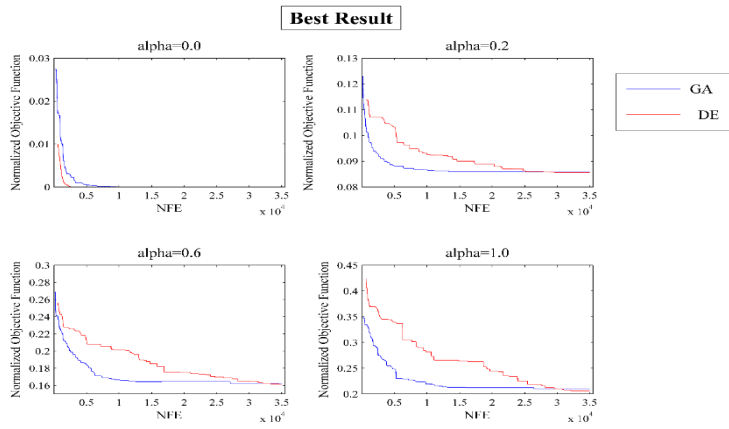 Best Result
alpha=0.0
Normalized Objective Function
0.03
0.02
0.01
0
0.5 1 1.5 2 2.5 3 3.5
NFE
x 10^4
alpha=0.2
Normalized Objective Function
0.13
0.12
0.11
0.1
0.09
0.08
0.5 1 1.5 2 2.5 3 3.5
NFE
x 10^4
GA
DE
alpha=0.6
Normalized Objective Function
0.3
0.28
0.26
0.24
0.22
0.2
0.18
0.16
0.5 1 1.5 2 2.5 3 3.5
NFE
x 10^4
alpha=1.0
Normalized Objective Function
0.45
0.4
0.35
0.3
0.25
0.2
0.5 1 1.5 2 2.5 3 3.5
NFE
x 10^4